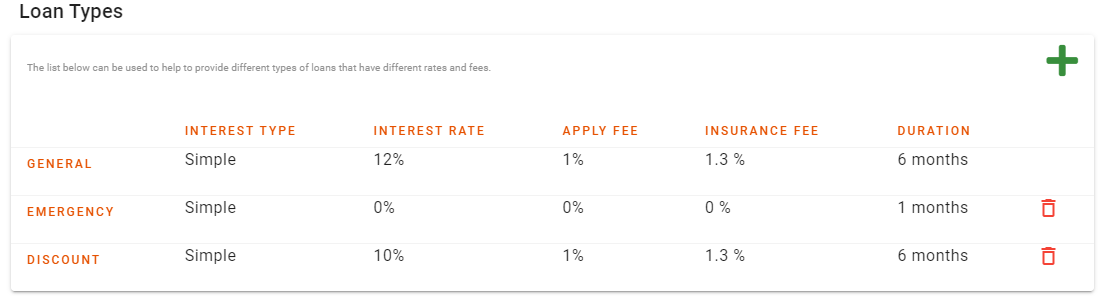 Loan Types
The list below can be used to help to provide different types of loans that have different rates and fees.
INTEREST TYPE INTEREST RATE APPLY FEE INSURANCE FEE DURATION
GENERAL Simple 12% 1% 1.3 % 6 months
EMERGENCY Simple 0% 0% 0 % 1 months
DISCOUNT Simple 10% 1% 1.3 % 6 months